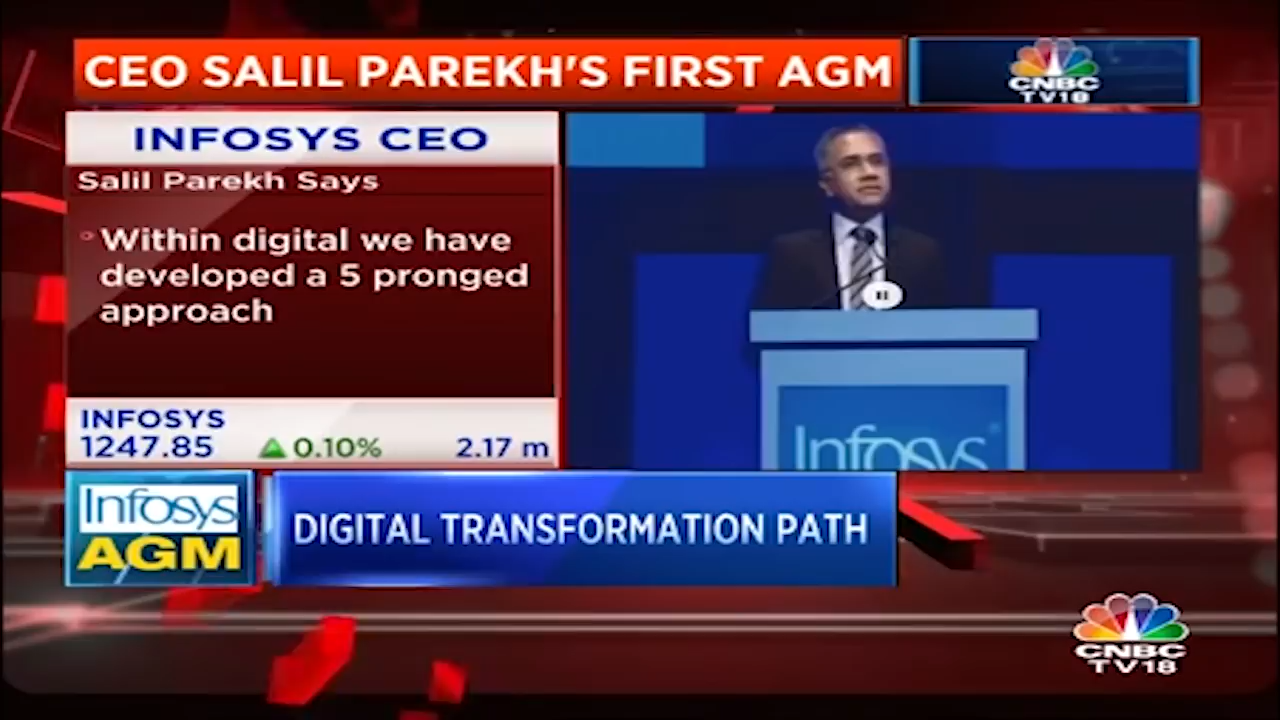 CEO SALIL PAREKH'S FIRST AGM
CNBC
TV18
INFOSYS CEO
Salil Parekh Says
Within digital we have
developed a 5 pronged
approach
INFOSYS
1247.85 0.10% 2.17 m
Infosys
Infosys
AGM
DIGITAL TRANSFORMATION PATH
CNBC
TV18